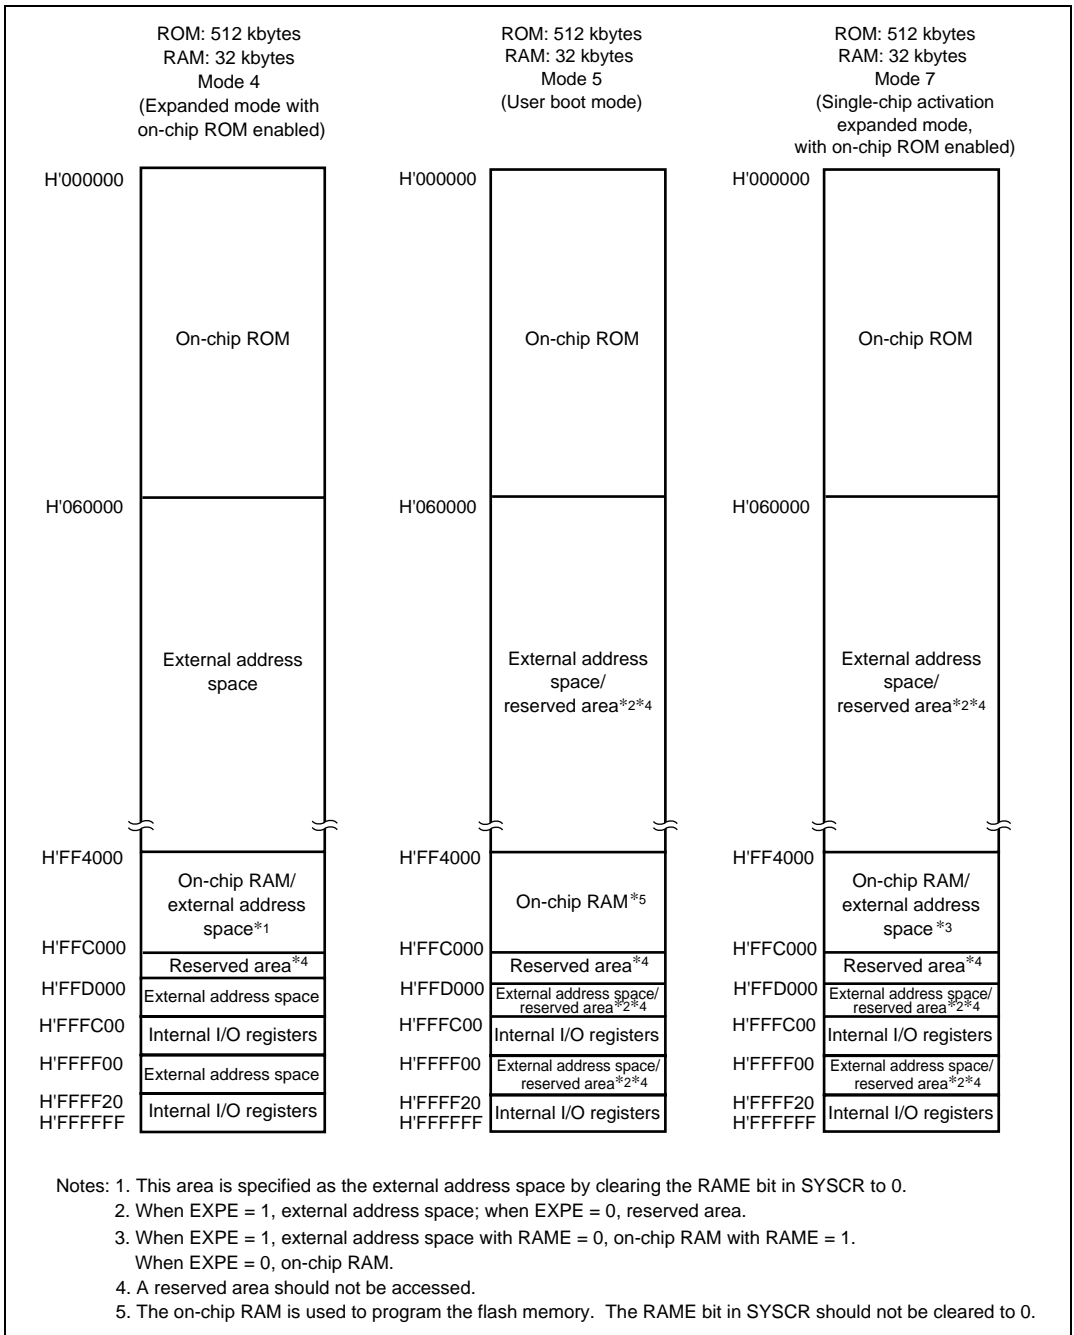 ROM: 512 kbytes
RAM: 32 kbytes
Mode 4
(Expanded mode with
on-chip ROM enabled)
H'000000
On-chip ROM
H'060000
External address
space
H'FF4000
On-chip RAM/
external address
space*1
H'FFC000
Reserved area*4
H'FFD000
External address space
H'FFFC00
Internal I/O registers
H'FFFF00
External address space
H'FFFF20
Internal I/O registers
H'FFFFFF
ROM: 512 kbytes
RAM: 32 kbytes
Mode 5
(User boot mode)
H'000000
On-chip ROM
H'060000
External address
space/
reserved area*2*4
H'FF4000
On-chip RAM*5
H'FFC000
Reserved area*4
H'FFD000
External address space/
reserved area*2*4
H'FFFC00
Internal I/O registers
H'FFFF00
External address space/
reserved area*2*4
H'FFFF20
Internal I/O registers
H'FFFFFF
ROM: 512 kbytes
RAM: 32 kbytes
Mode 7
(Single-chip activation
expanded mode,
with on-chip ROM enabled)
H'000000
On-chip ROM
H'060000
External address
space/
reserved area*2*4
H'FF4000
On-chip RAM/
external address
space*3
H'FFC000
Reserved area*4
H'FFD000
External address space/
reserved area*2*4
H'FFFC00
Internal I/O registers
H'FFFF00
External address space/
reserved area*2*4
H'FFFF20
Internal I/O registers
H'FFFFFF
Notes: 1. This area is specified as the external address space by clearing the RAME bit in SYSCR to 0.
2. When EXPE = 1, external address space; when EXPE = 0, reserved area.
3. When EXPE = 1, external address space with RAME = 0, on-chip RAM with RAME = 1.
When EXPE = 0, on-chip RAM.
4. A reserved area should not be accessed.
5. The on-chip RAM is used to program the flash memory. The RAME bit in SYSCR should not be cleared to 0.